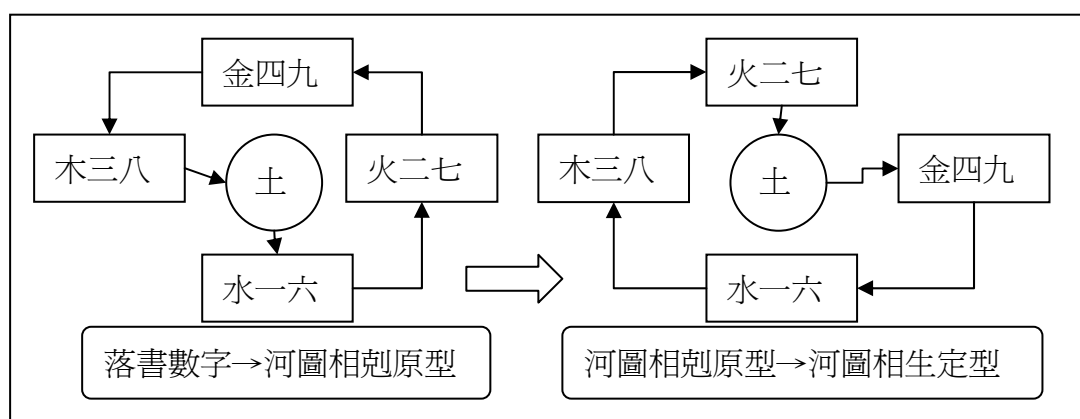 金四九
木三八
土
火二七
水一六
落書數字→河圖相剋原型
火二七
木三八
土
金四九
水一六
河圖相剋原型→河圖相生定型